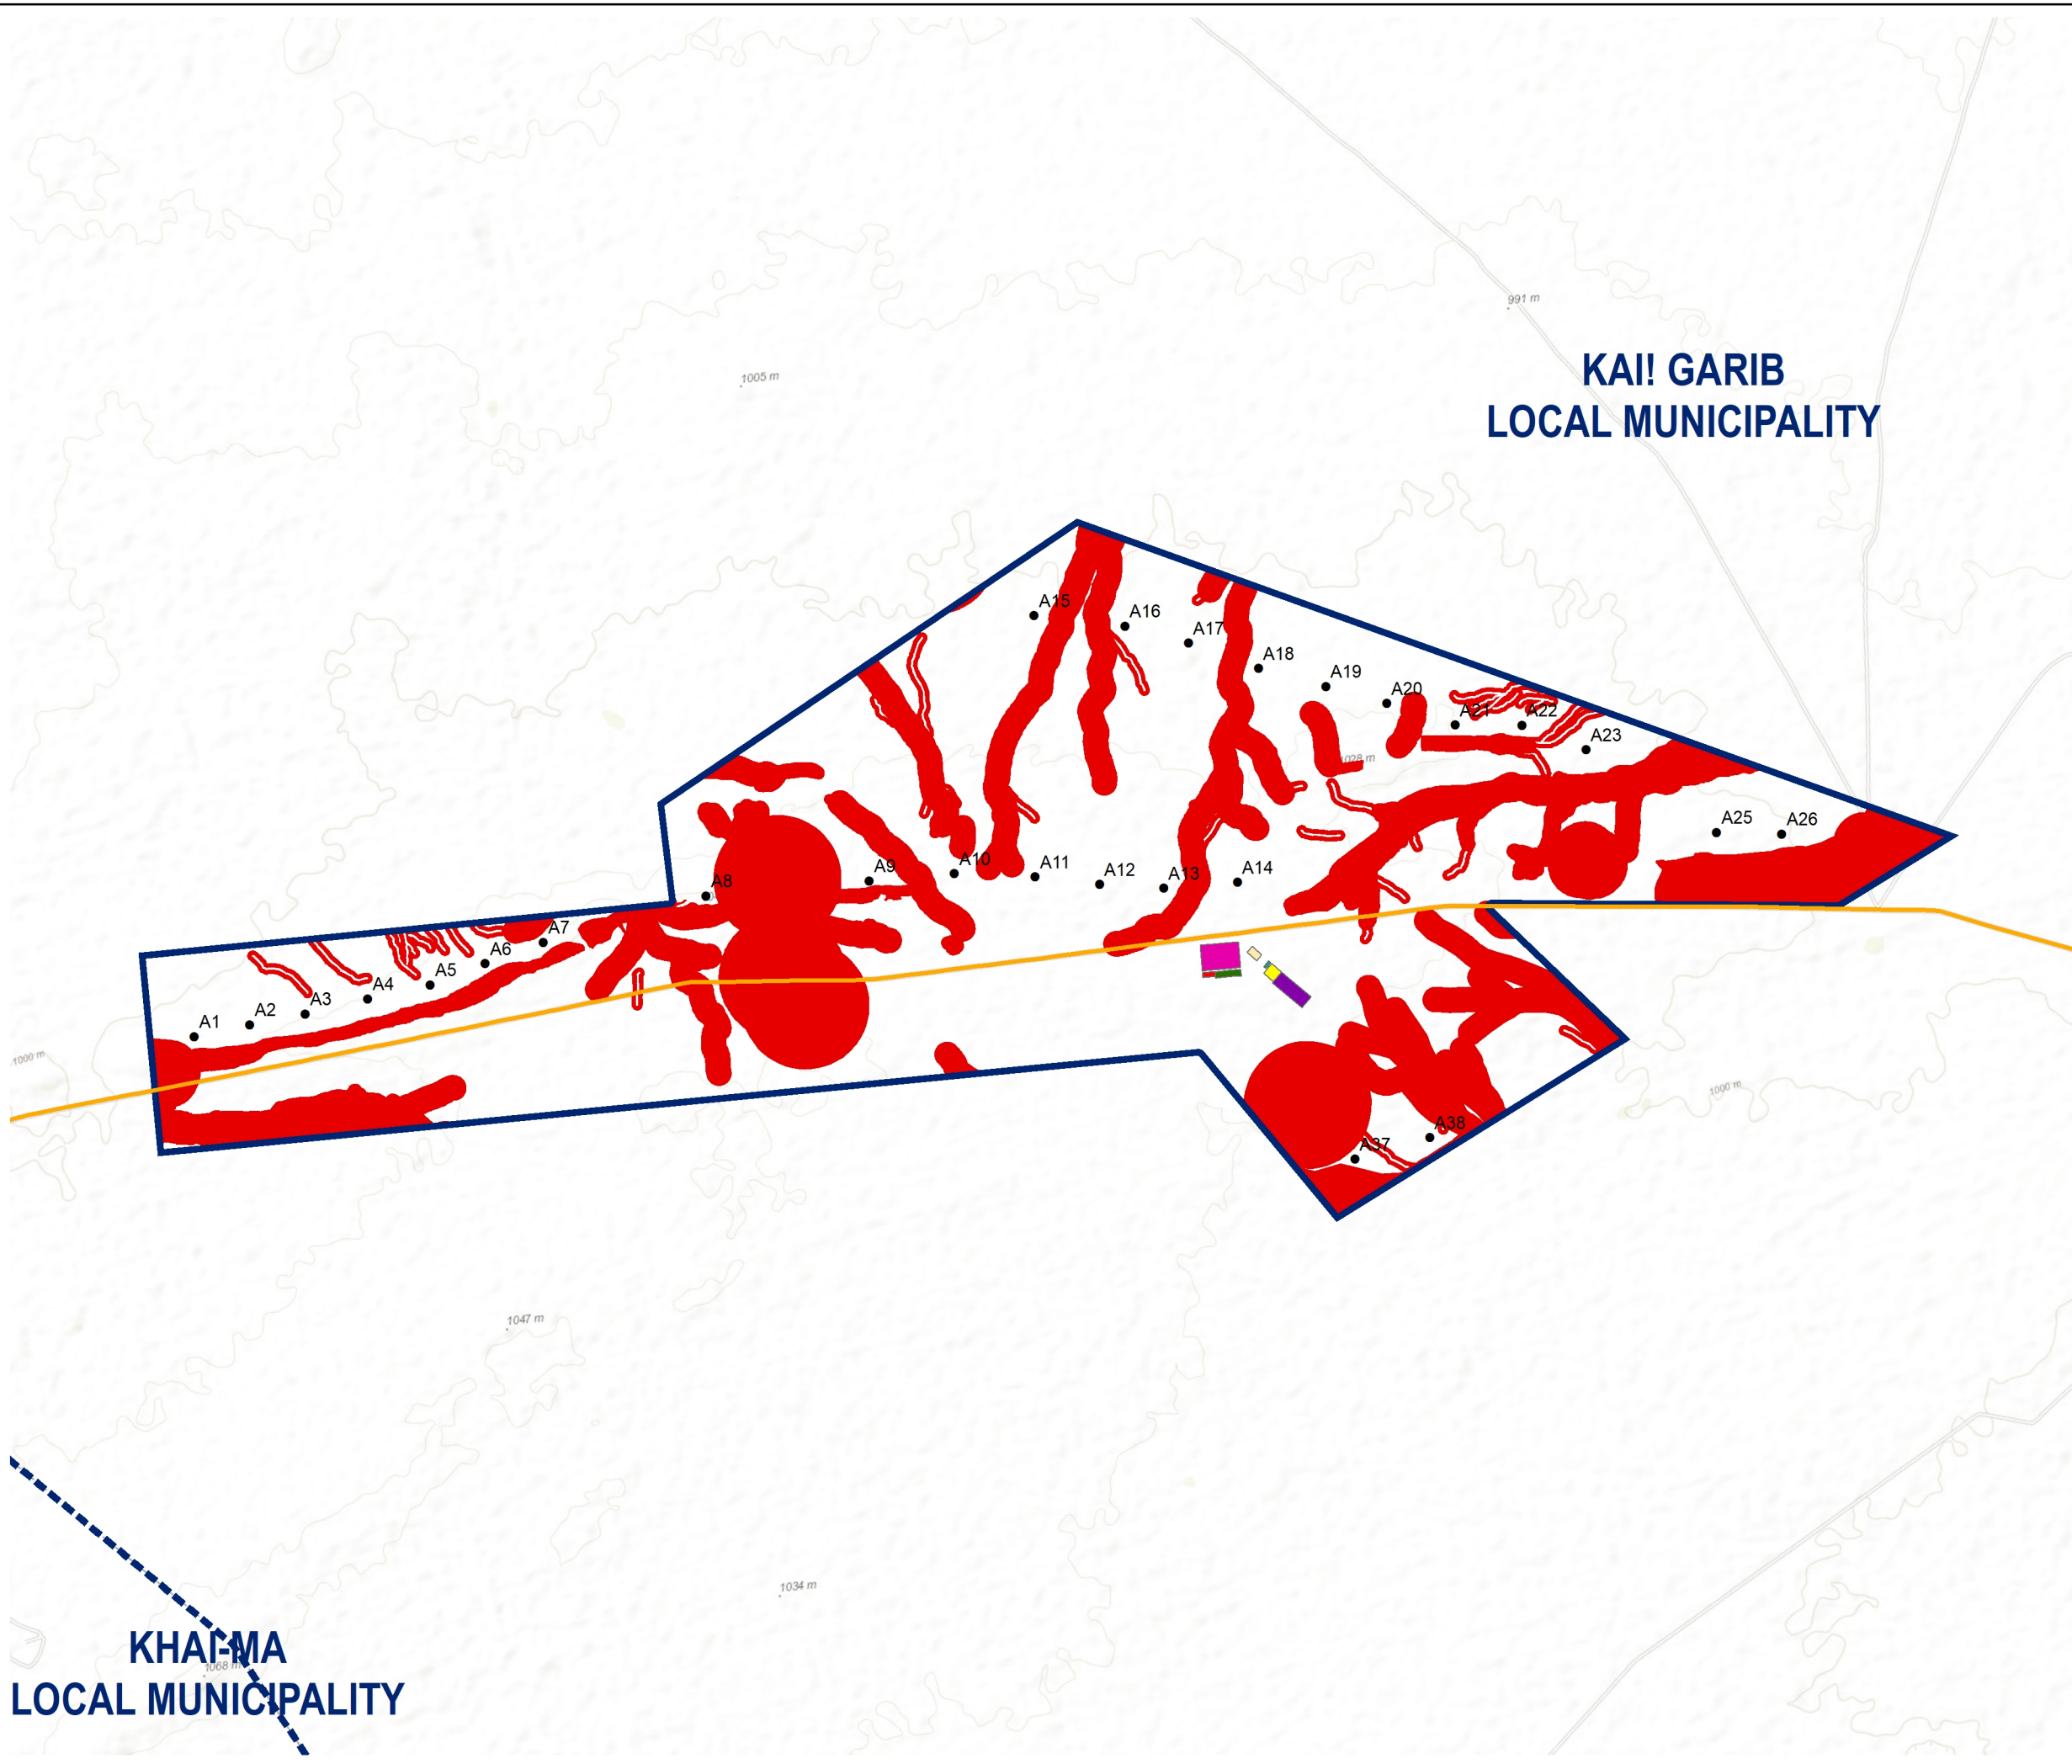 991 m
KAI! GARIB
LOCAL MUNICIPALITY
1005 m
A15
A16
A17
A18
A19
A20
A21
A22
A23
1028 m
A25
A26
A8
A9
A10
A11
A12
A13
A14
A7
A6
A5
A4
A3
A2
A1
1000 m
1000 m
A38
A37
1047 m
1034 m
KHAI-MA
1068 m
LOCAL MUNICIPALITY